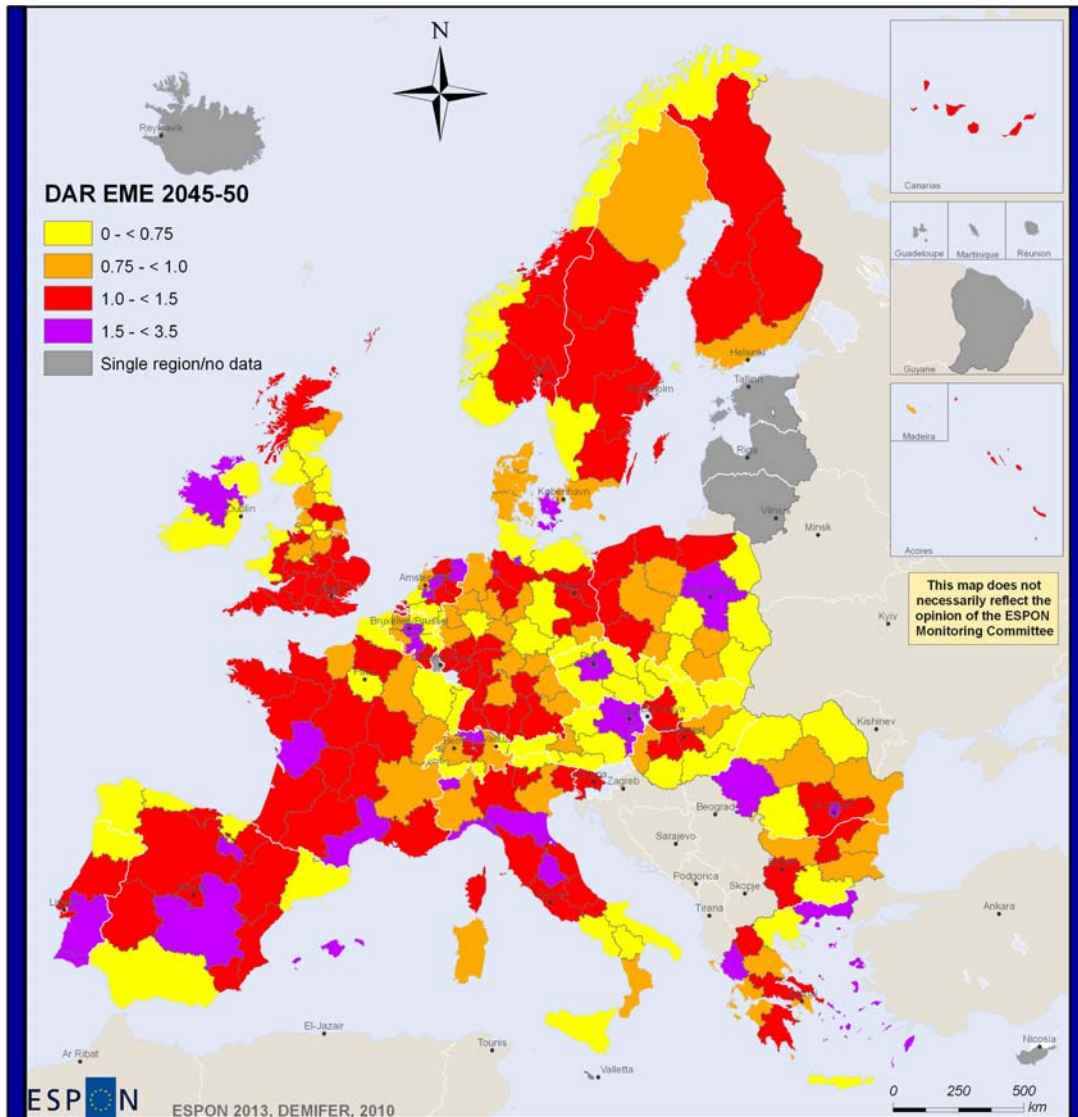 N
Reykjavík
DAR EME 2045-50
0 - < 0.75
0.75 - < 1.0
1.0 - < 1.5
1.5 - < 3.5
Single region/no data
Canarias
Guadeloupe
Martinique
Réunion
Guyane
Madeira
Acores
This map does not
necessarily reflect the
opinion of the ESPON
Monitoring Committee
Helsinki
Tallinn
Riga
Vilnius
Minsk
København
Dublin
Amsterdam
Bruxelles/Brussel
Kyiv
Kishinev
Bern
Zagreb
Beograd
Sarajevo
Podgorica
Skopje
Tirana
Ankara
El-Jazair
Tounis
Ar Ribat
Valletta
Nicosia
0 250 500
km
ESPON
ESPON 2013, DEMIFER, 2010